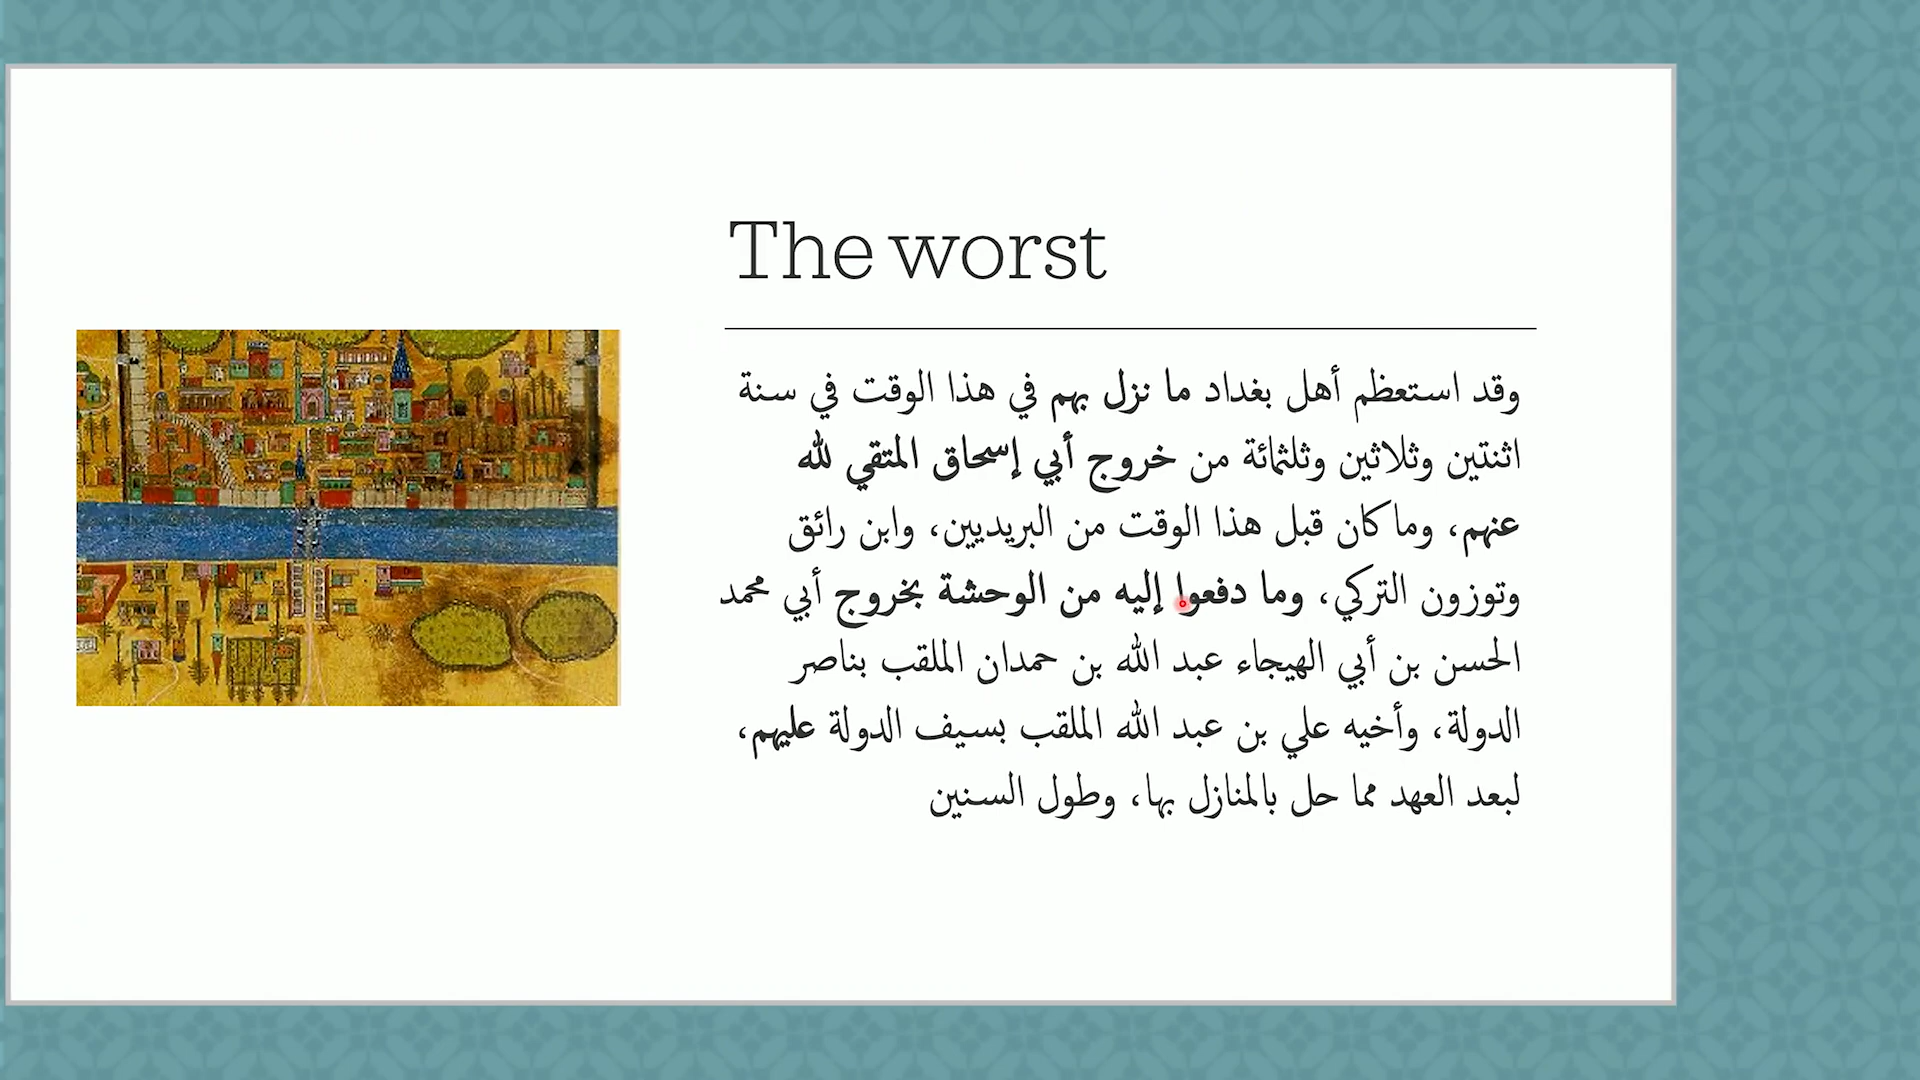 The worst
وقد استعظم أهل بغداد ما نزل بهم في هذا الوقت في سنة
اثنتين وثلاثين وثلثمائة من خروج أبي إسحاق المتقي لله
عنهم، وما كان قبل هذا الوقت من البريديين، وابن رائق
وتوزون التركي، وما دفعوا إليه من الوحشة بخروج أبي محمد
الحسن بن أبي الهيجاء عبد الله بن حمدان الملقب بناصر
الدولة، وأخيه علي بن عبد الله الملقب بسيف الدولة عليهم،
لبعد العهد مما حل بالمنازل بها، وطول السنين